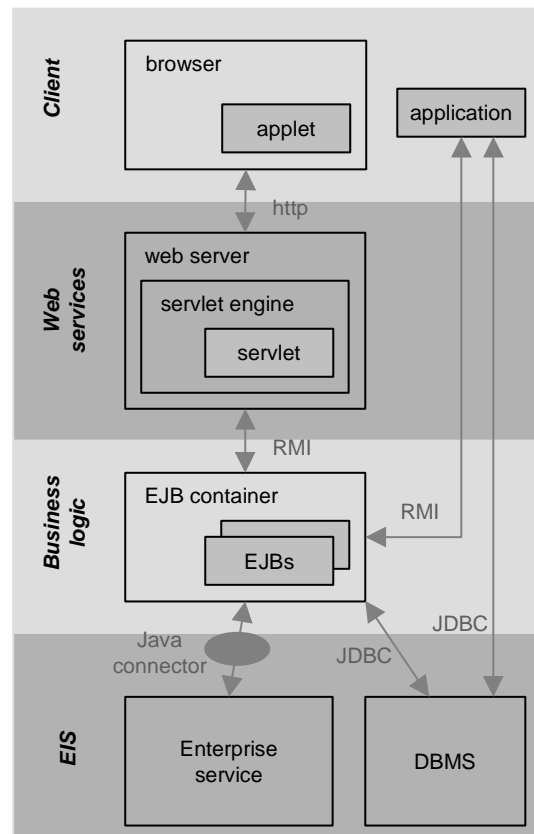 Client
browser
applet
application
http
Web
services
web server
servlet engine
servlet
RMI
Business
logic
EJB container
EJBs
RMI
Java
connector
JDBC
JDBC
EIS
Enterprise
service
DBMS